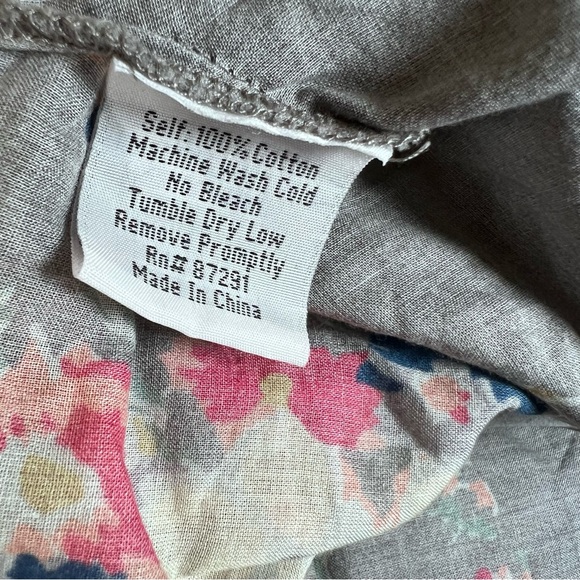 Self: 100% Cotton
Machine Wash Cold
No Bleach
Tumble Dry Low
Remove Promptly
Rn# 87291
Made In China